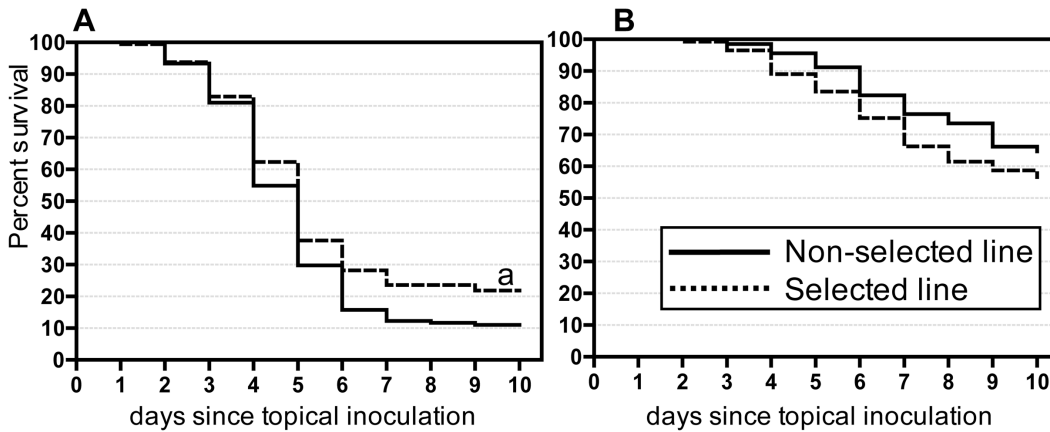 A
B
Percent survival
100
90
80
70
60
50
40
30
20
10
0
0 1 2 3 4 5 6 7 8 9 10
days since topical inoculation
a
100
90
80
70
60
50
40
30
20
10
0
0 1 2 3 4 5 6 7 8 9 10
days since topical inoculation
Non-selected line
Selected line